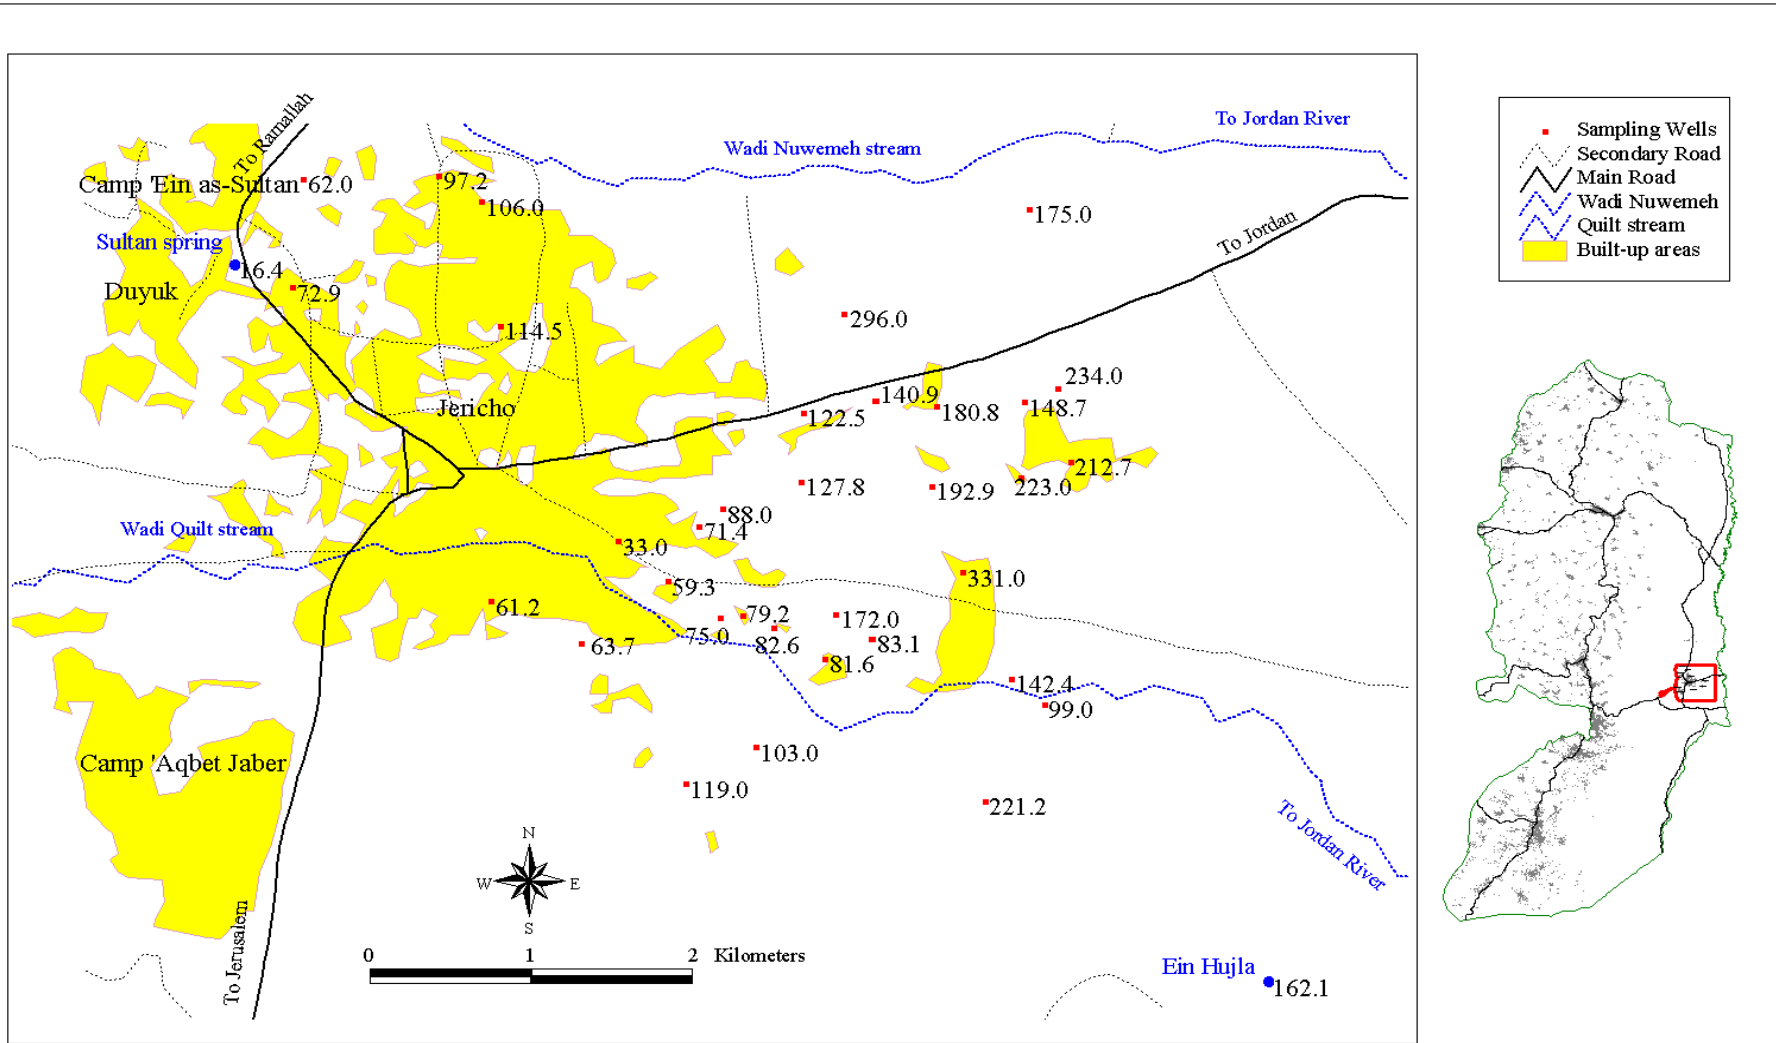 To Ramallah
To Jordan River
Wadi Nuwemeh stream
Camp 'Ein as-Sultan
62.0
97.2
106.0
175.0
To Jordan
Sultan spring
16.4
Duyuk
72.9
114.5
296.0
234.0
140.9
148.7
180.8
122.5
Jericho
212.7
223.0
192.9
127.8
88.0
71.4
Wadi Quilt stream
33.0
331.0
59.3
61.2
79.2
172.0
75.0
82.6
83.1
63.7
81.6
142.4
99.0
103.0
Camp 'Aqbet Jaber
119.0
221.2
To Jordan River
N
W
E
S
To Jerusalem
0 1 2 Kilometers
Ein Hujla
162.1
Sampling Wells
Secondary Road
Main Road
Wadi Nuwemeh
Quilt stream
Built-up areas